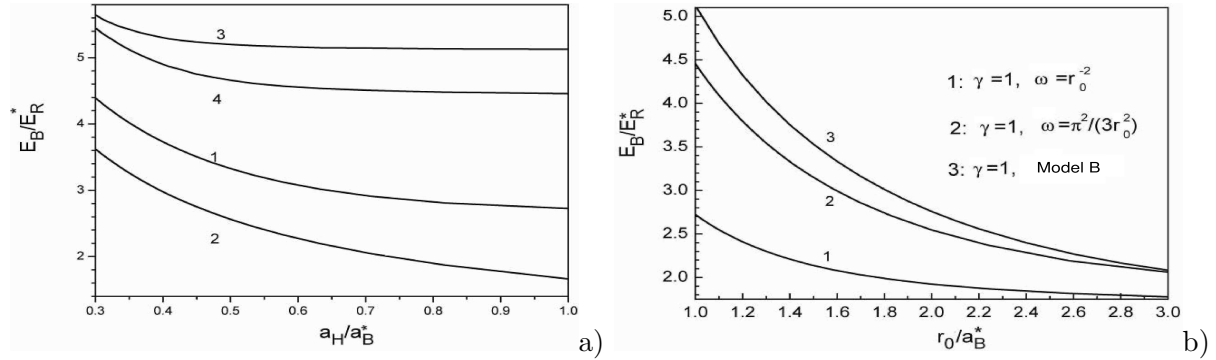 5
4
3
2
E_B/E_R^*
3
4
1
2
0.3 0.4 0.5 0.6 0.7 0.8 0.9 1.0
a_H/a_B^*
a)
5.0
4.5
4.0
3.5
3.0
2.5
2.0
E_B/E_R^*
1: γ=1, ω=r_0^{-2}
2: γ=1, ω=π^2/(3r_0^2)
3: γ=1, Model B
3
2
1
1.0 1.2 1.4 1.6 1.8 2.0 2.2 2.4 2.6 2.8 3.0
r_0/a_B^*
b)